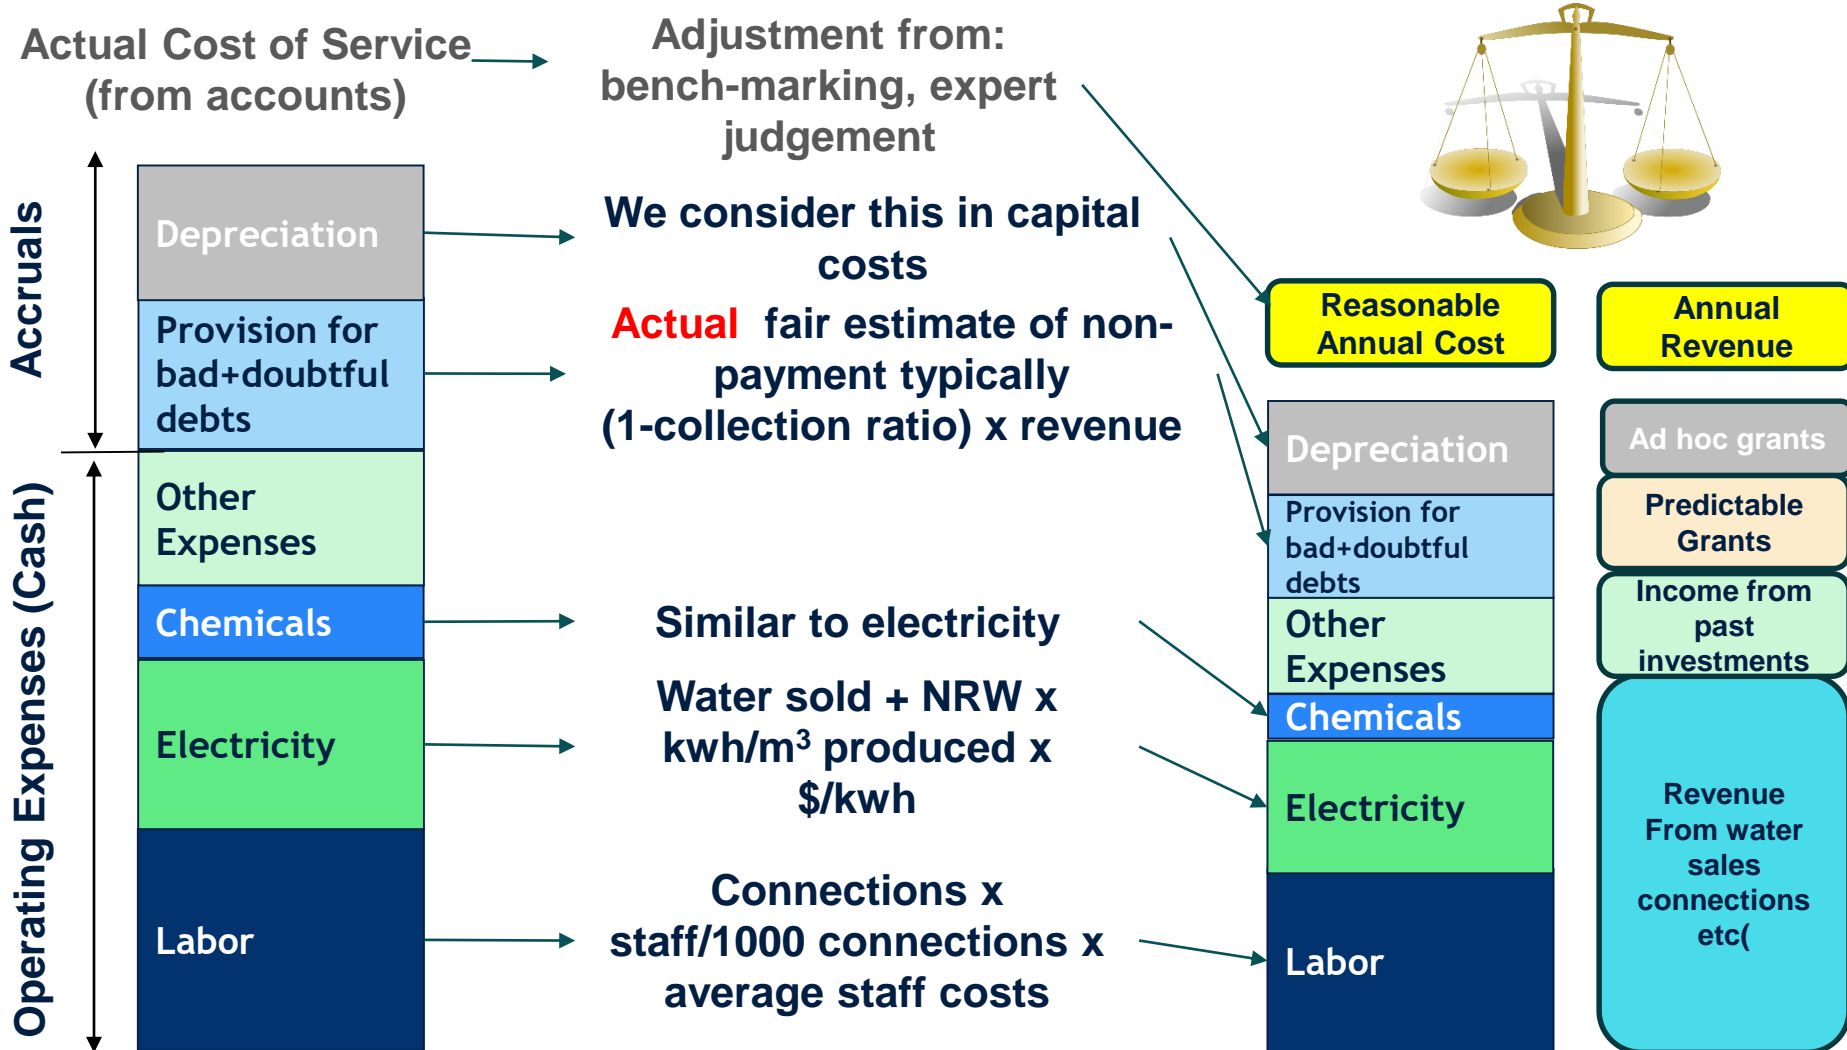 Actual Cost of Service
(from accounts)
Adjustment from:
bench-marking, expert
judgement
Accruals
Operating Expenses (Cash)
Depreciation
Provision for
bad+doubtful
debts
Other
Expenses
Chemicals
Electricity
Labor
We consider this in capital
costs
Actual fair estimate of non-
payment typically
(1-collection ratio) x revenue
Similar to electricity
Water sold + NRW x
kwh/m³ produced x
$/kwh
Connections x
staff/1000 connections x
average staff costs
Reasonable
Annual Cost
Depreciation
Provision for
bad+doubtful
debts
Other
Expenses
Chemicals
Electricity
Labor
Annual
Revenue
Ad hoc grants
Predictable
Grants
Income from
past
investments
Revenue
From water
sales
connections
etc(